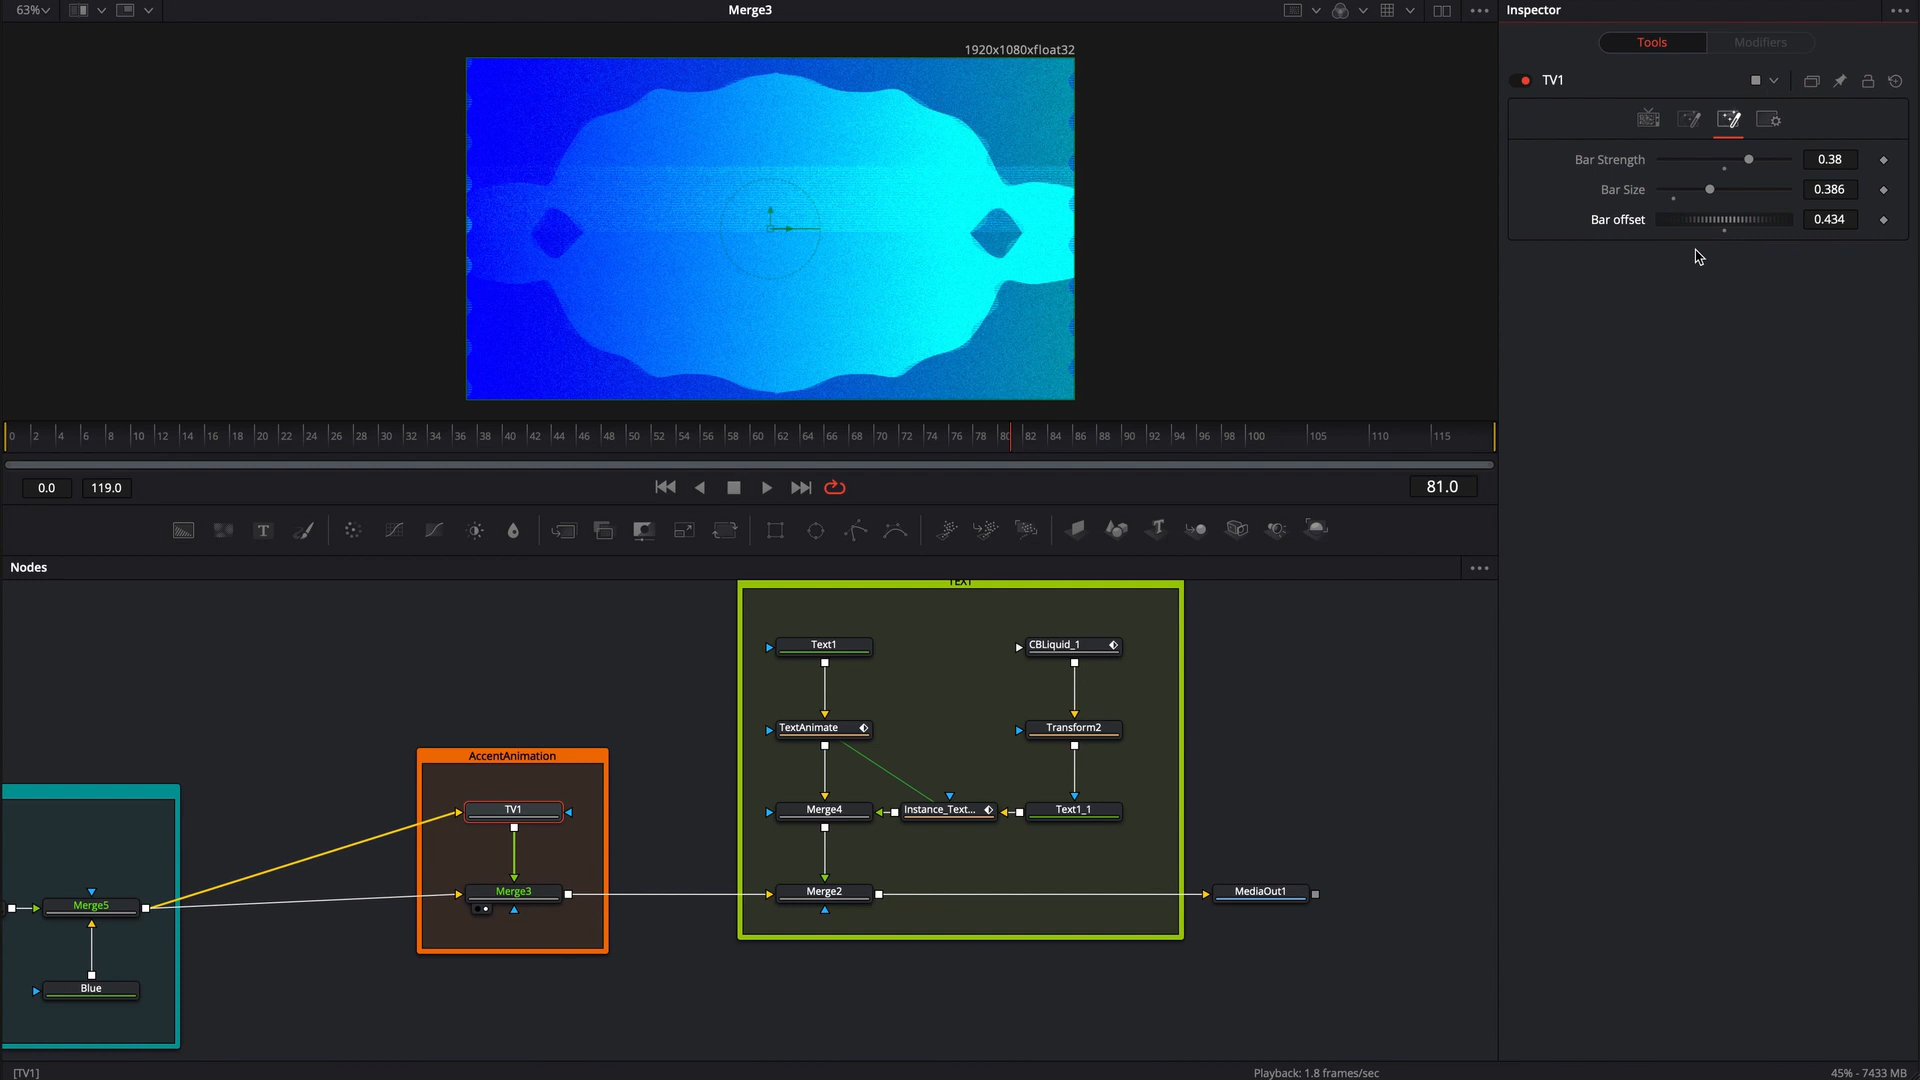 63%
Merge3
Inspector
1920x1080xfloat32
Tools
Modifiers
TV1
Bar Strength
0.38
Bar Size
0.386
Bar offset
0.434
0 2 4 6 8 10 12 14 16 18 20 22 24 26 28 30 32 34 36 38 40 42 44 46 48 50 52 54 56 58 60 62 64 66 68 70 72 74 76 78 80 82 84 86 88 90 92 94 96 98 100 105 110 115
0.0
119.0
81.0
Nodes
TEXT
Text1
CBLiquid_1
TextAnimate
Transform2
AccentAnimation
TV1
Merge4
Instance_Text...
Text1_1
Merge5
Merge3
Merge2
MediaOut1
Blue
[TV1]
Playback: 1.8 frames/sec
45% - 7433 MB